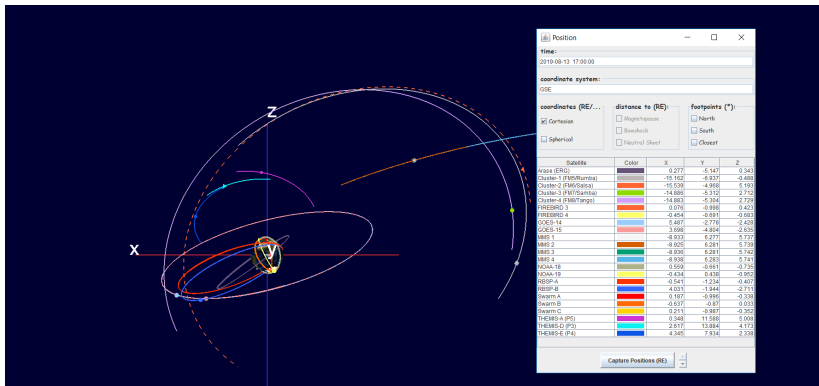 Z
X
y
Position
time:
2019-08-13 17:00:00
coordinate system:
GSE
coordinates (RE/... distance to (RE): footpoints (°):
Cartesian Magnetopause North
Spherical Bowshock South
Neutral Sheet Closest
Satellite Color X Y Z
Arase (ERG) 0.277 -5.147 0.343
Cluster-1 (FM5/Rumba) -15.162 -6.937 -0.488
Cluster-2 (FM6/Salsa) -15.539 -4.968 5.193
Cluster-3 (FM7/Samba) -14.886 -5.312 2.712
Cluster-4 (FM8/Tango) -14.883 -5.304 2.729
FIREBIRD 3 0.076 -0.998 0.423
FIREBIRD 4 -0.454 -0.691 -0.683
GOES-14 5.487 -2.778 -2.428
GOES-15 3.698 -4.804 -2.635
MMS 1 -8.933 6.277 5.737
MMS 2 -8.925 6.281 5.739
MMS 3 -8.936 6.281 5.742
MMS 4 -8.938 6.283 5.741
NOAA-18 0.559 -0.661 -0.735
NOAA-19 -0.434 0.438 -0.952
RBSP-A -0.541 -1.234 -0.407
RBSP-B 4.031 -1.944 -2.711
Swarm A 0.187 -0.996 -0.338
Swarm B -0.637 -0.87 0.033
Swarm C 0.211 -0.987 -0.352
THEMIS-A (P5) 0.348 11.588 5.008
THEMIS-D (P3) 2.617 13.884 4.173
THEMIS-E (P4) 4.345 7.934 2.338
Capture Positions (RE)